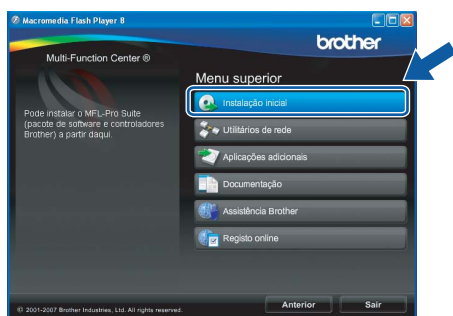 Macromedia Flash Player 8
brother
Multi-Function Center ®
Menu superior
Instalação inicial
Pode instalar o MFL-Pro Suite
(pacote de software e controladores
Brother) a partir daqui.
Utilitários de rede
Aplicações adicionais
Documentação
Assistência Brother
Registo online
© 2001-2007 Brother Industries, Ltd. All rights reserved.
Anterior
Sair